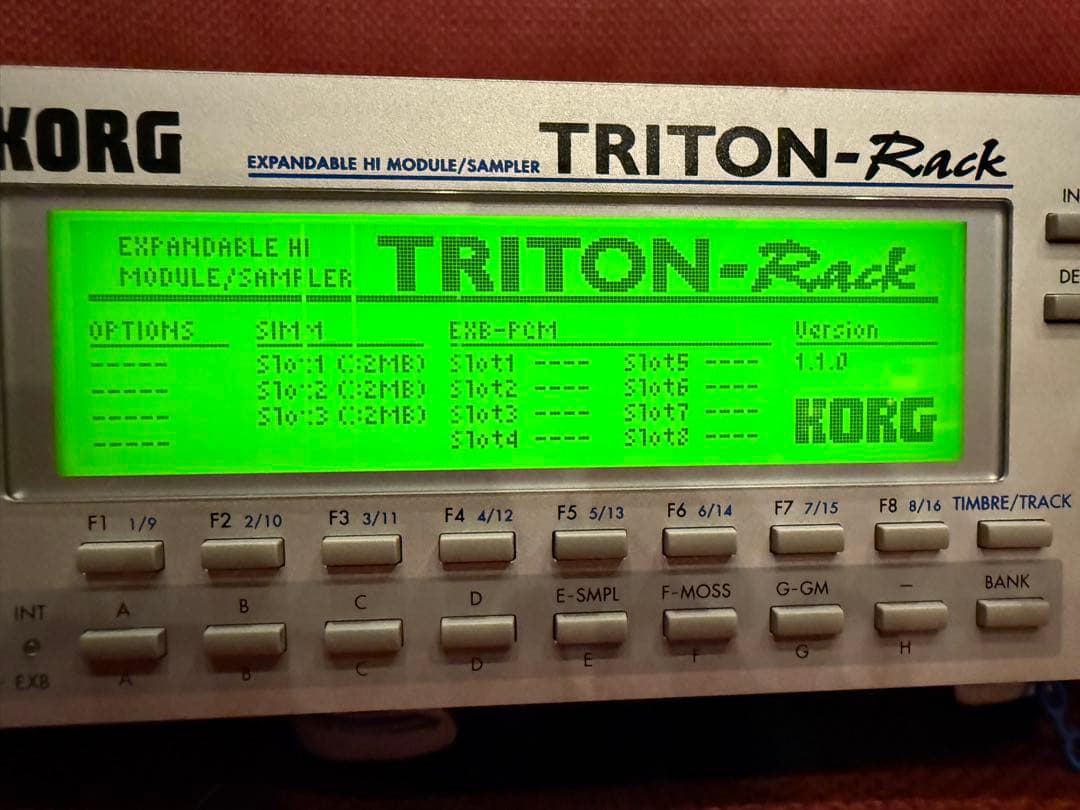 KORG
EXPANDABLE HI MODULE/SAMPLER TRITON-Rack
IN
DE
EXPANDABLE HI
MODULE/SAMPLER
TRITON-Rack
OPTIONS SIMM EXB-PCM Version
----- Slot1 (32MB) Slot1 ---- Slot5 ---- 1.1.0
----- Slot2 (32MB) Slot2 ---- Slot6 ----
----- Slot3 (32MB) Slot3 ---- Slot7 ----
----- Slot4 ---- Slot8 ----
KORG
F1 1/9 F2 2/10 F3 3/11 F4 4/12 F5 5/13 F6 6/14 F7 7/15 F8 8/16 TIMBRE/TRACK
INT A B C D E-SMPL F-MOSS G-GM – BANK
EXB A B C D E F G H